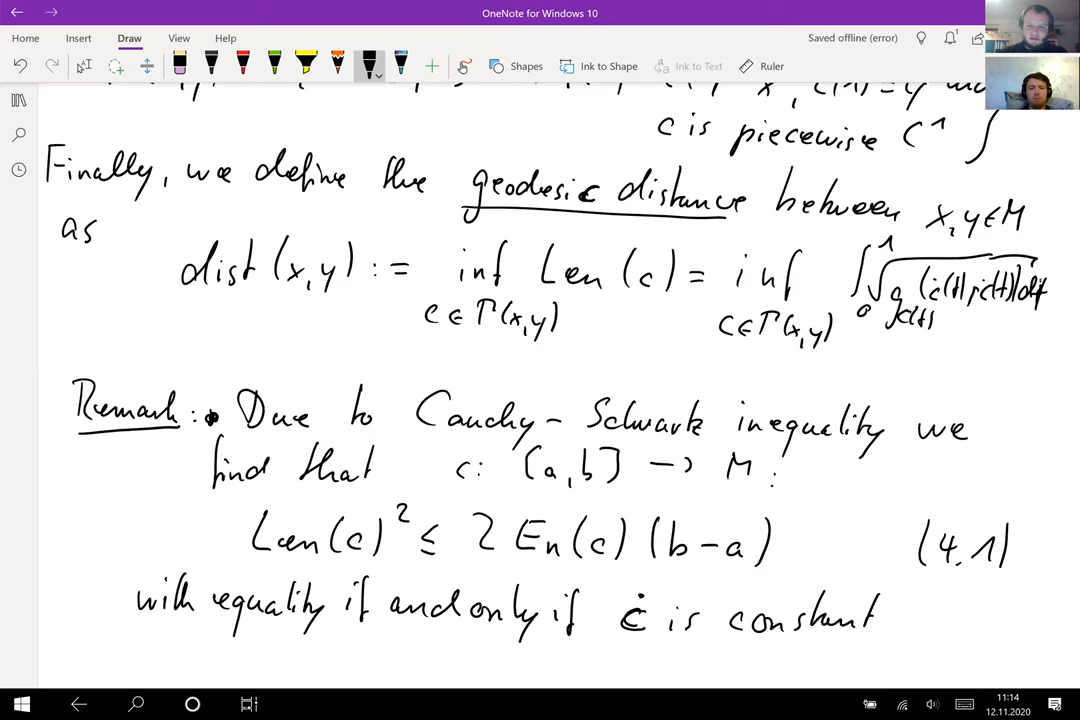 OneNote for Windows 10
Home Insert Draw View Help Saved offline (error)
Shapes Ink to Shape Ink to Text Ruler
x, c(1)=y and
c is piecewise C^1 }
Finally, we define the geodesic distance between x,y∈M
as
dist(x,y) := inf Len(c) = inf ∫_0^1 √g_{c(t)}(ċ(t),ċ(t)) dt
c∈Γ(x,y) c∈Γ(x,y)
Remark: • Due to Cauchy-Schwartz inequality we
find that c: [a,b] → M:
Len(c)^2 ≤ 2 En(c) (b-a) (4.1)
with equality if and only if ċ is constant
11:14
12.11.2020